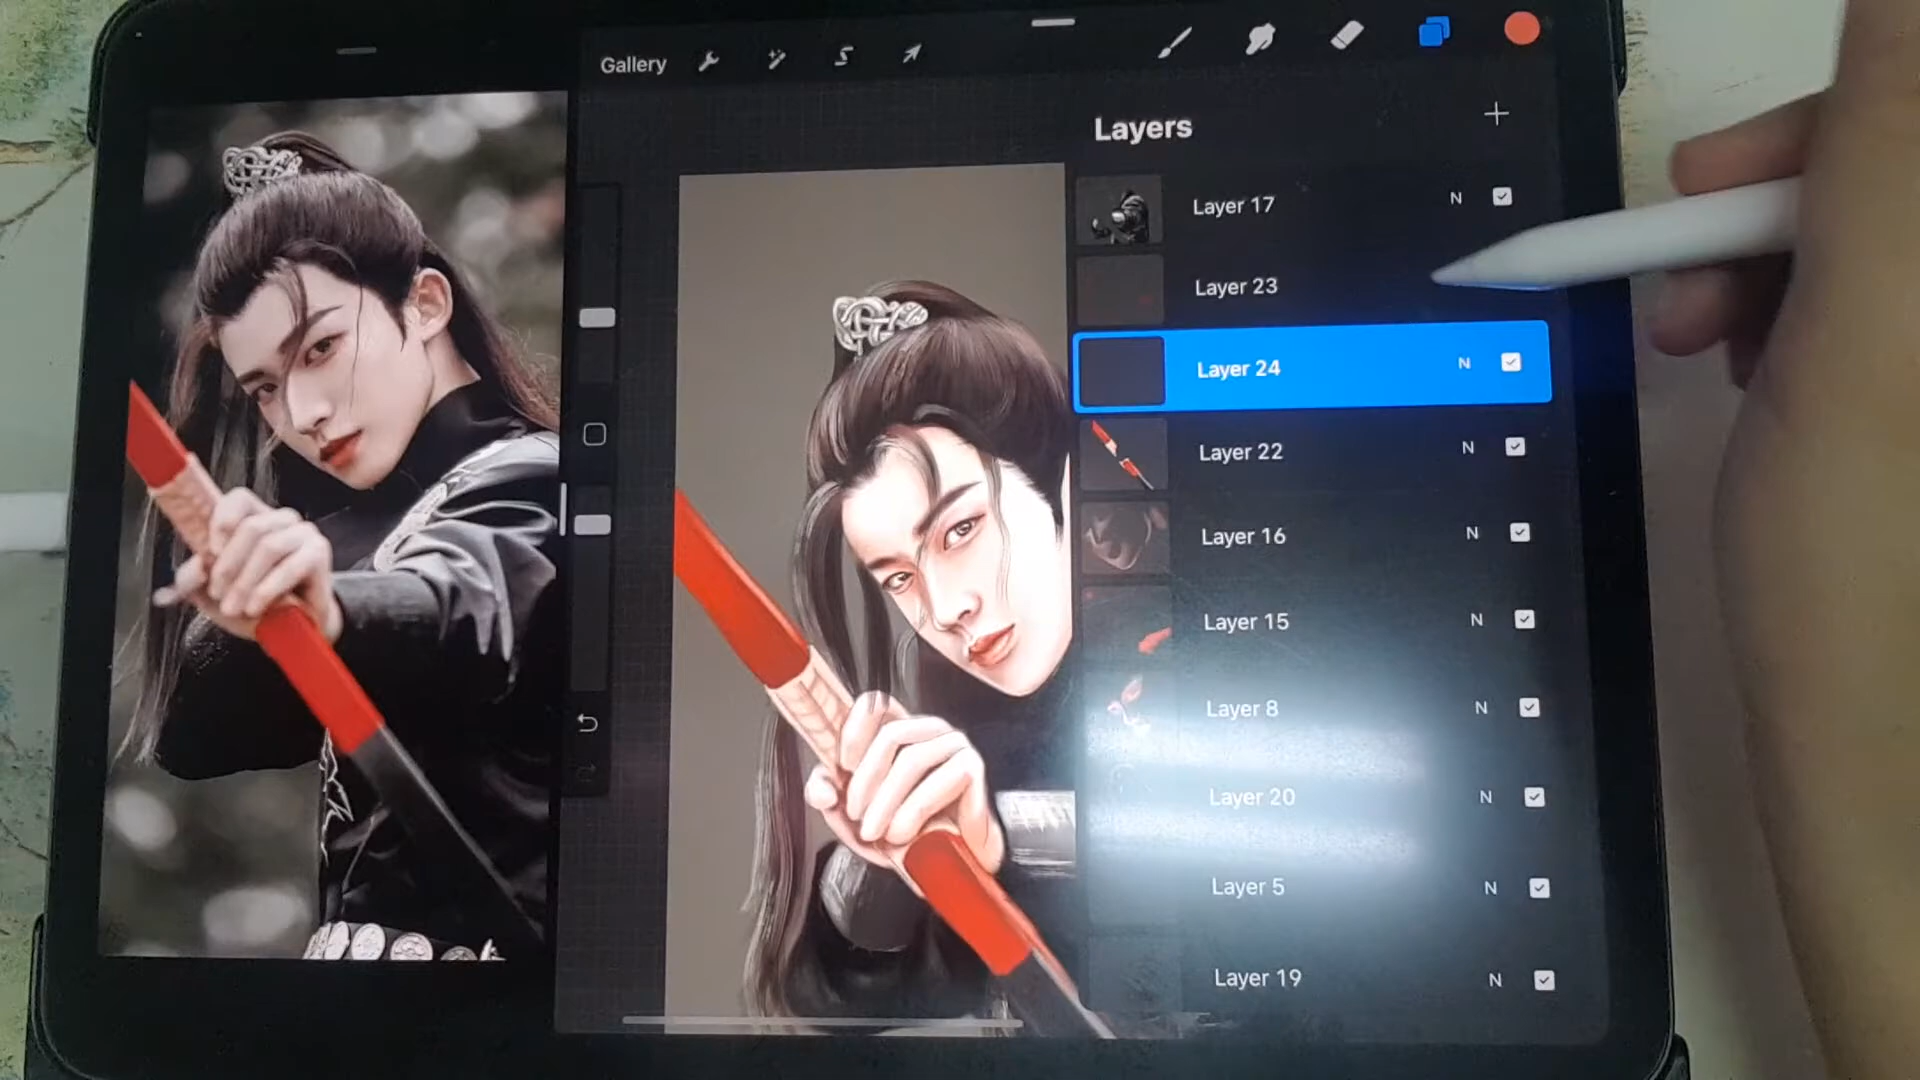 Gallery
Layers
Layer 17 N
Layer 23
Layer 24 N
Layer 22 N
Layer 16 N
Layer 15 N
Layer 8 N
Layer 20 N
Layer 5 N
Layer 19 N